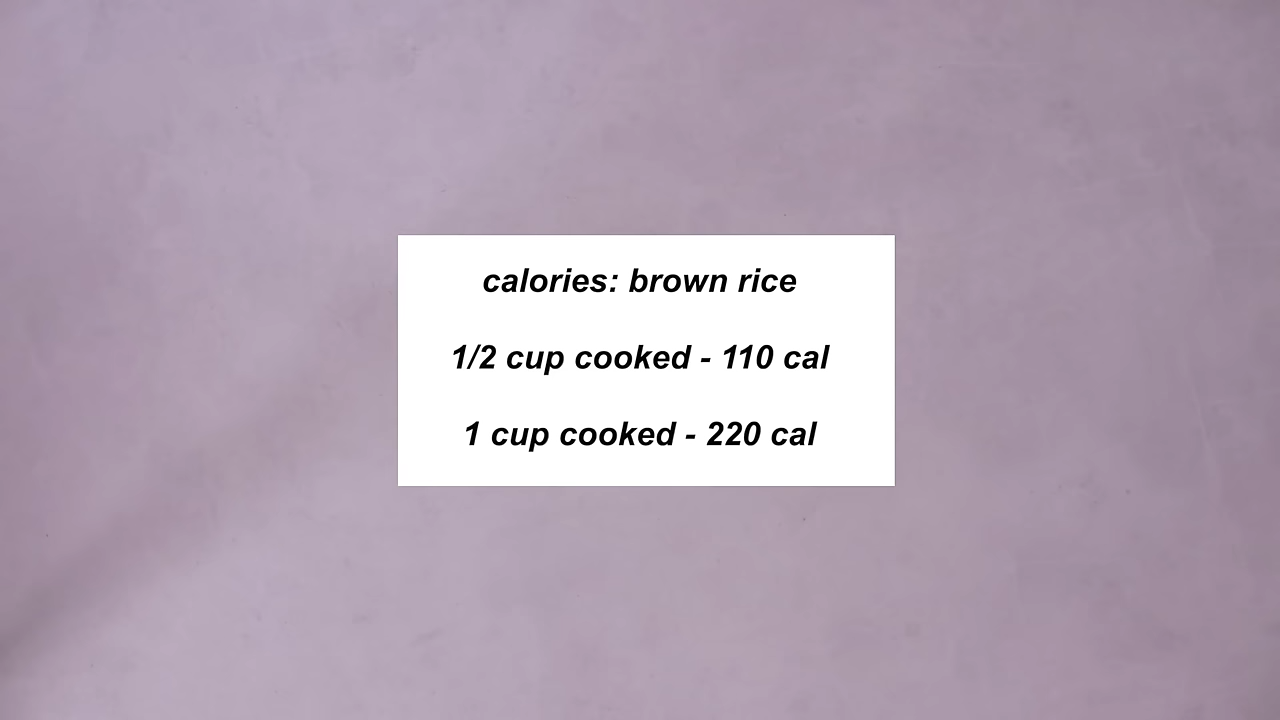 calories: brown rice
1/2 cup cooked - 110 cal
1 cup cooked - 220 cal